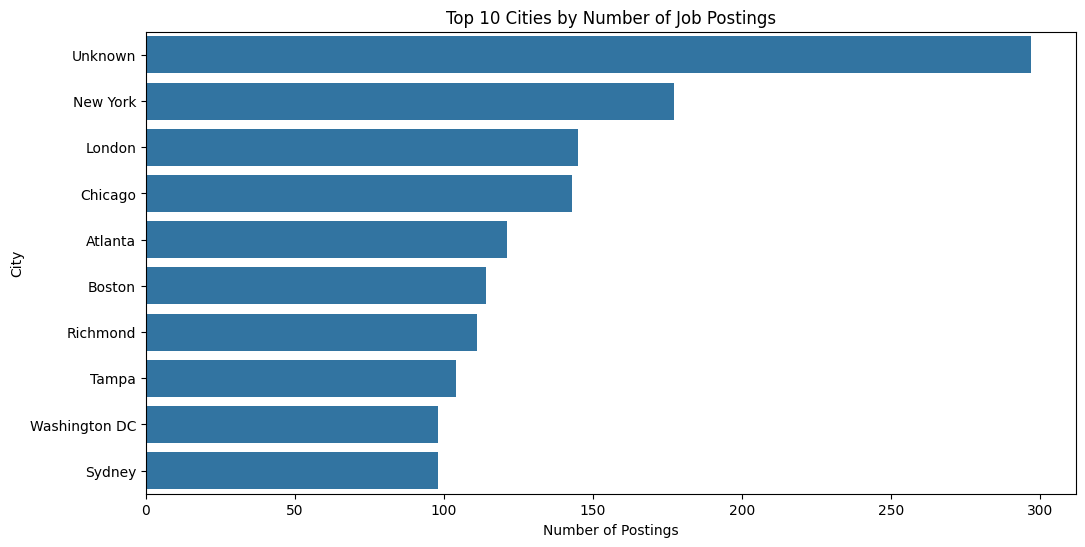 Top 10 Cities by Number of Job Postings
Unknown
New York
London
Chicago
Atlanta
Boston
Richmond
Tampa
Washington DC
Sydney
City
0 50 100 150 200 250 300
Number of Postings